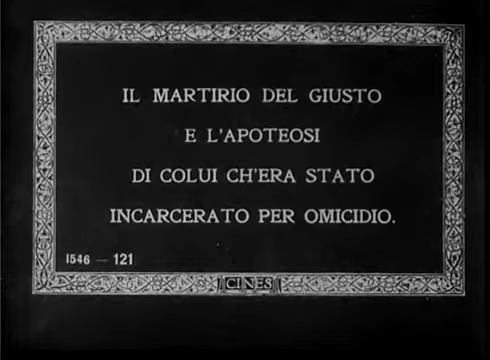 IL MARTIRIO DEL GIUSTO
E L'APOTEOSI
DI COLUI CH'ERA STATO
INCARCERATO PER OMICIDIO.
1546 — 121
CINES